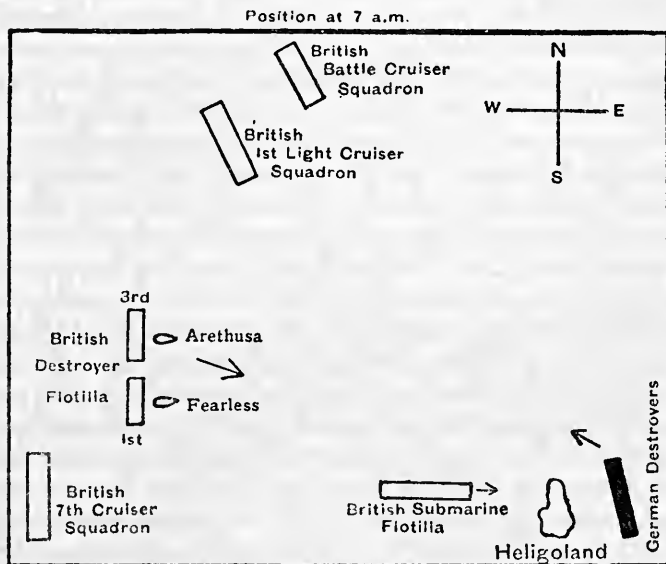 Position at 7 a.m.
British
Battle Cruiser
Squadron
British
1st Light Cruiser
Squadron
N
W
E
S
3rd
British
Destroyer
Flotilla
1st
Arethusa
Fearless
British
7th Cruiser
Squadron
British Submarine
Flotilla
Heligoland
German Destroyers